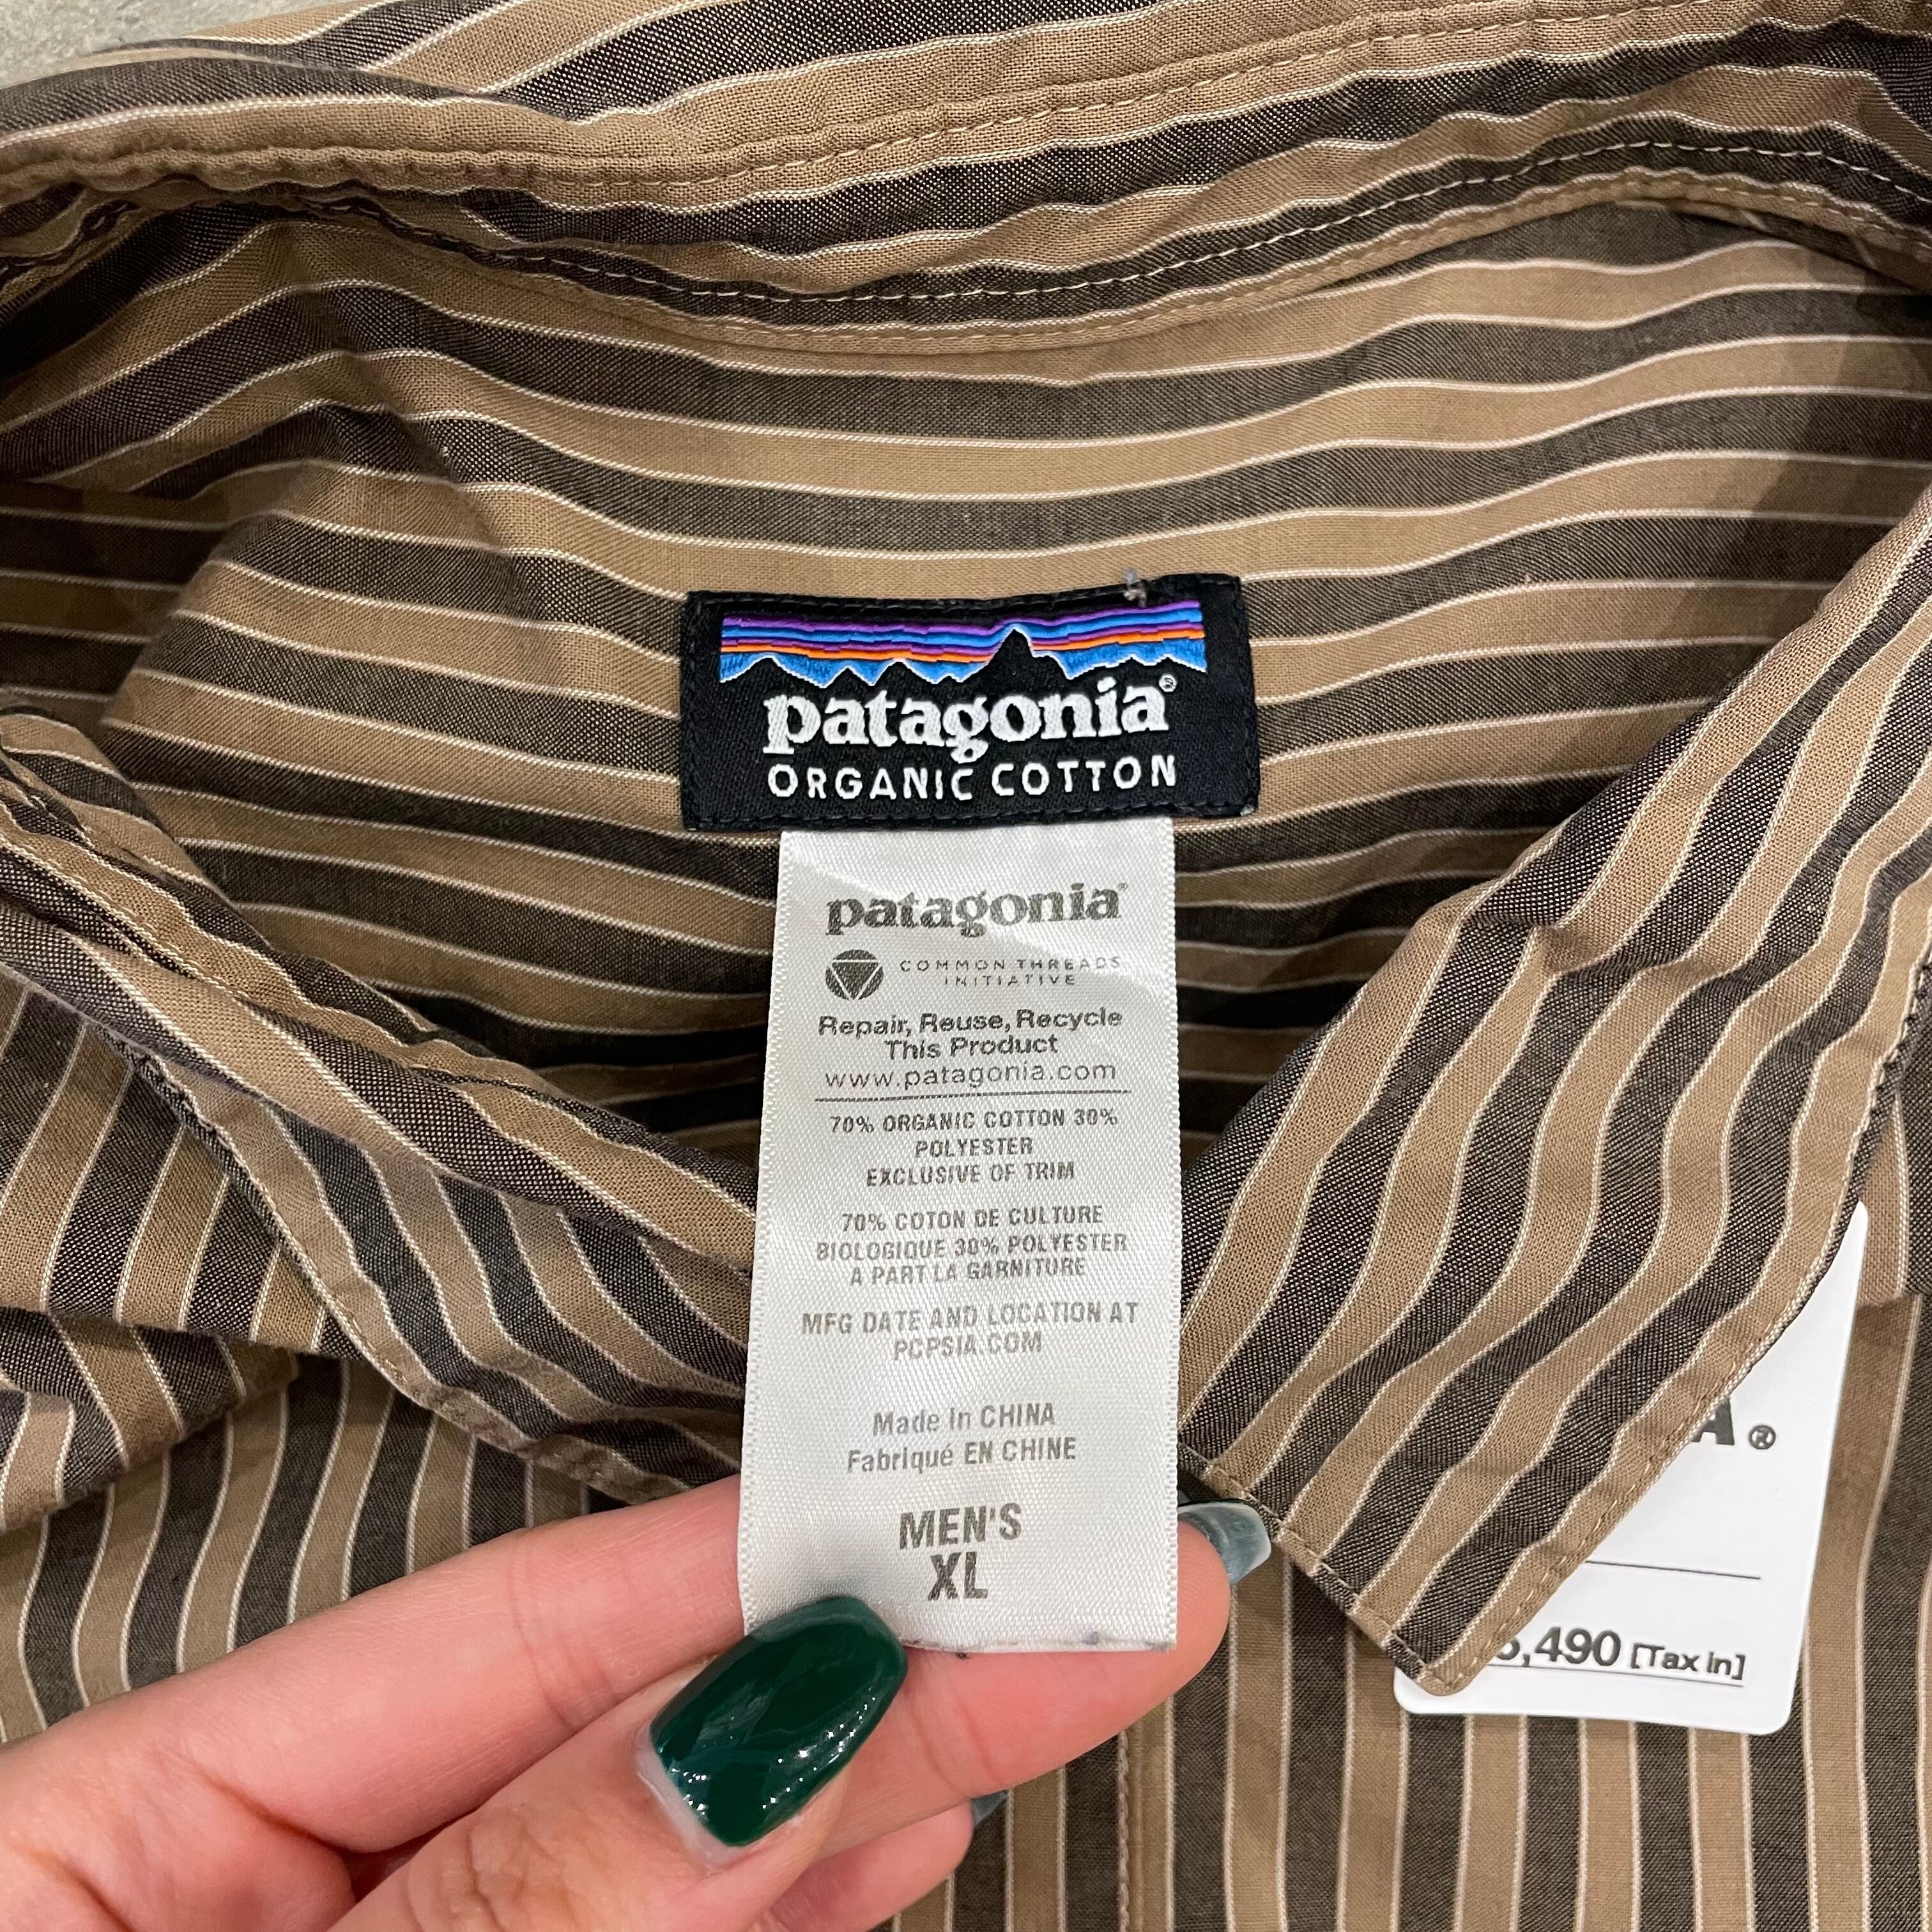 patagonia®
ORGANIC COTTON
patagonia®
COMMON THREADS
INITIATIVE
Repair, Reuse, Recycle
This Product
www.patagonia.com
70% ORGANIC COTTON 30%
POLYESTER
EXCLUSIVE OF TRIM
70% COTON DE CULTURE
BIOLOGIQUE 30% POLYESTER
A PART LA GARNITURE
MFG DATE AND LOCATION AT
PCPSIA.COM
Made In CHINA
Fabriqué EN CHINE
MEN'S
XL
A®
,490 [Tax in]